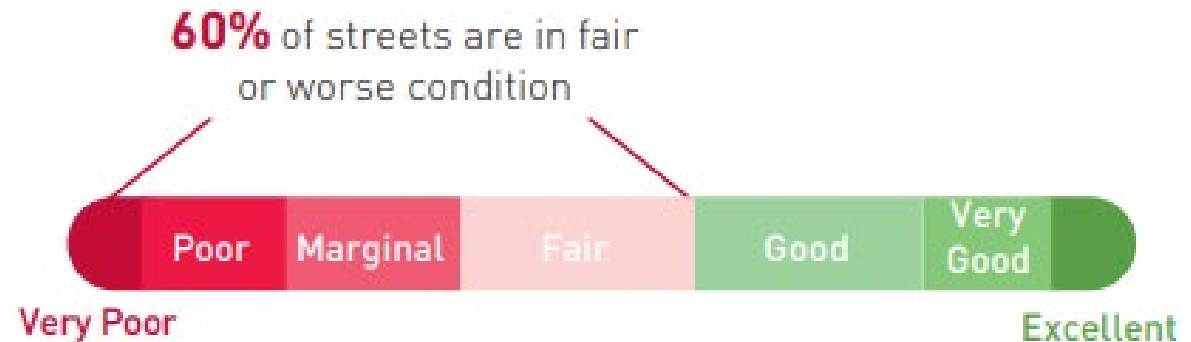 60% of streets are in fair
or worse condition
Poor
Marginal
Fair
Good
Very
Good
Very Poor
Excellent